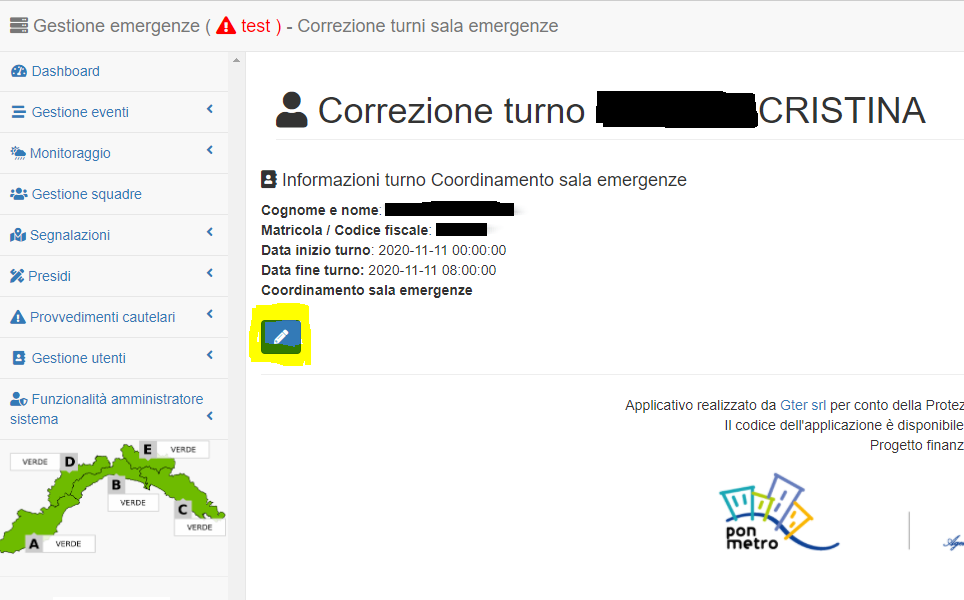 Gestione emergenze ( test ) - Correzione turni sala emergenze
Dashboard
Gestione eventi
Monitoraggio
Gestione squadre
Segnalazioni
Presidi
Provvedimenti cautelari
Gestione utenti
Funzionalità amministratore
sistema
E VERDE
VERDE D
B
VERDE
C
VERDE
A VERDE
Correzione turno CRISTINA
Informazioni turno Coordinamento sala emergenze
Cognome e nome:
Matricola / Codice fiscale:
Data inizio turno: 2020-11-11 00:00:00
Data fine turno: 2020-11-11 08:00:00
Coordinamento sala emergenze
Applicativo realizzato da Gter srl per conto della Protez
Il codice dell'applicazione è disponibile
Progetto finanz
pon
metro